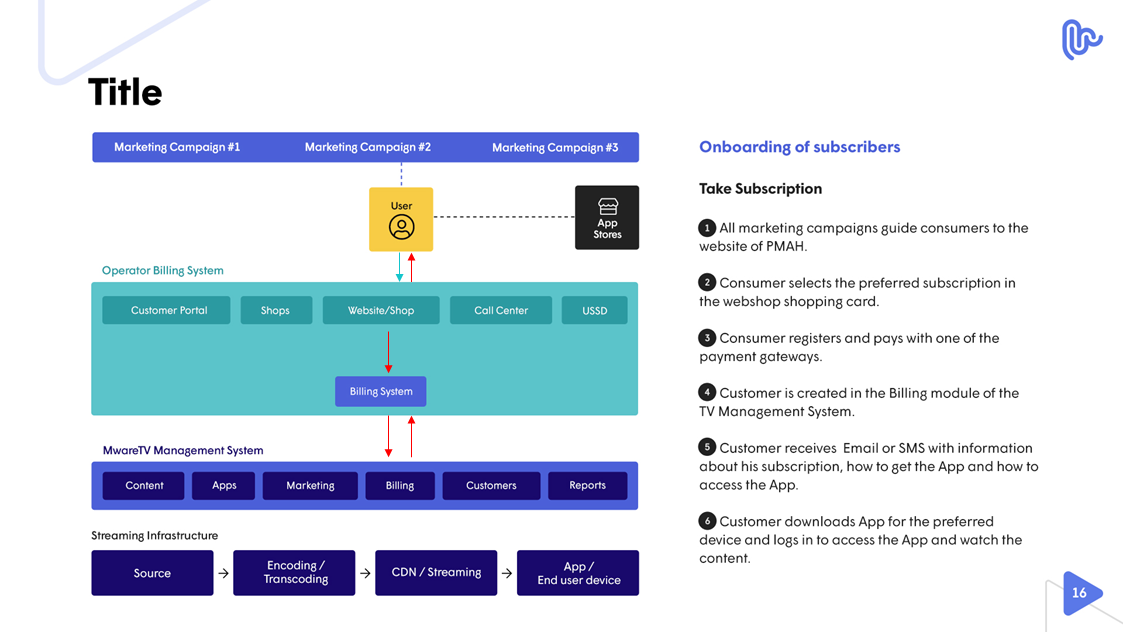 Title
Marketing Campaign #1 Marketing Campaign #2 Marketing Campaign #3
User
App
Stores
Operator Billing System
Customer Portal Shops Website/Shop Call Center USSD
Billing System
MwareTV Management System
Content Apps Marketing Billing Customers Reports
Streaming Infrastructure
Source
Encoding /
Transcoding
CDN / Streaming
App /
End user device
Onboarding of subscribers
Take Subscription
1 All marketing campaigns guide consumers to the
website of PMAH.
2 Consumer selects the preferred subscription in
the webshop shopping card.
3 Consumer registers and pays with one of the
payment gateways.
4 Customer is created in the Billing module of the
TV Management System.
5 Customer receives Email or SMS with information
about his subscription, how to get the App and how to
access the App.
6 Customer downloads App for the preferred
device and logs in to access the App and watch the
content.
16